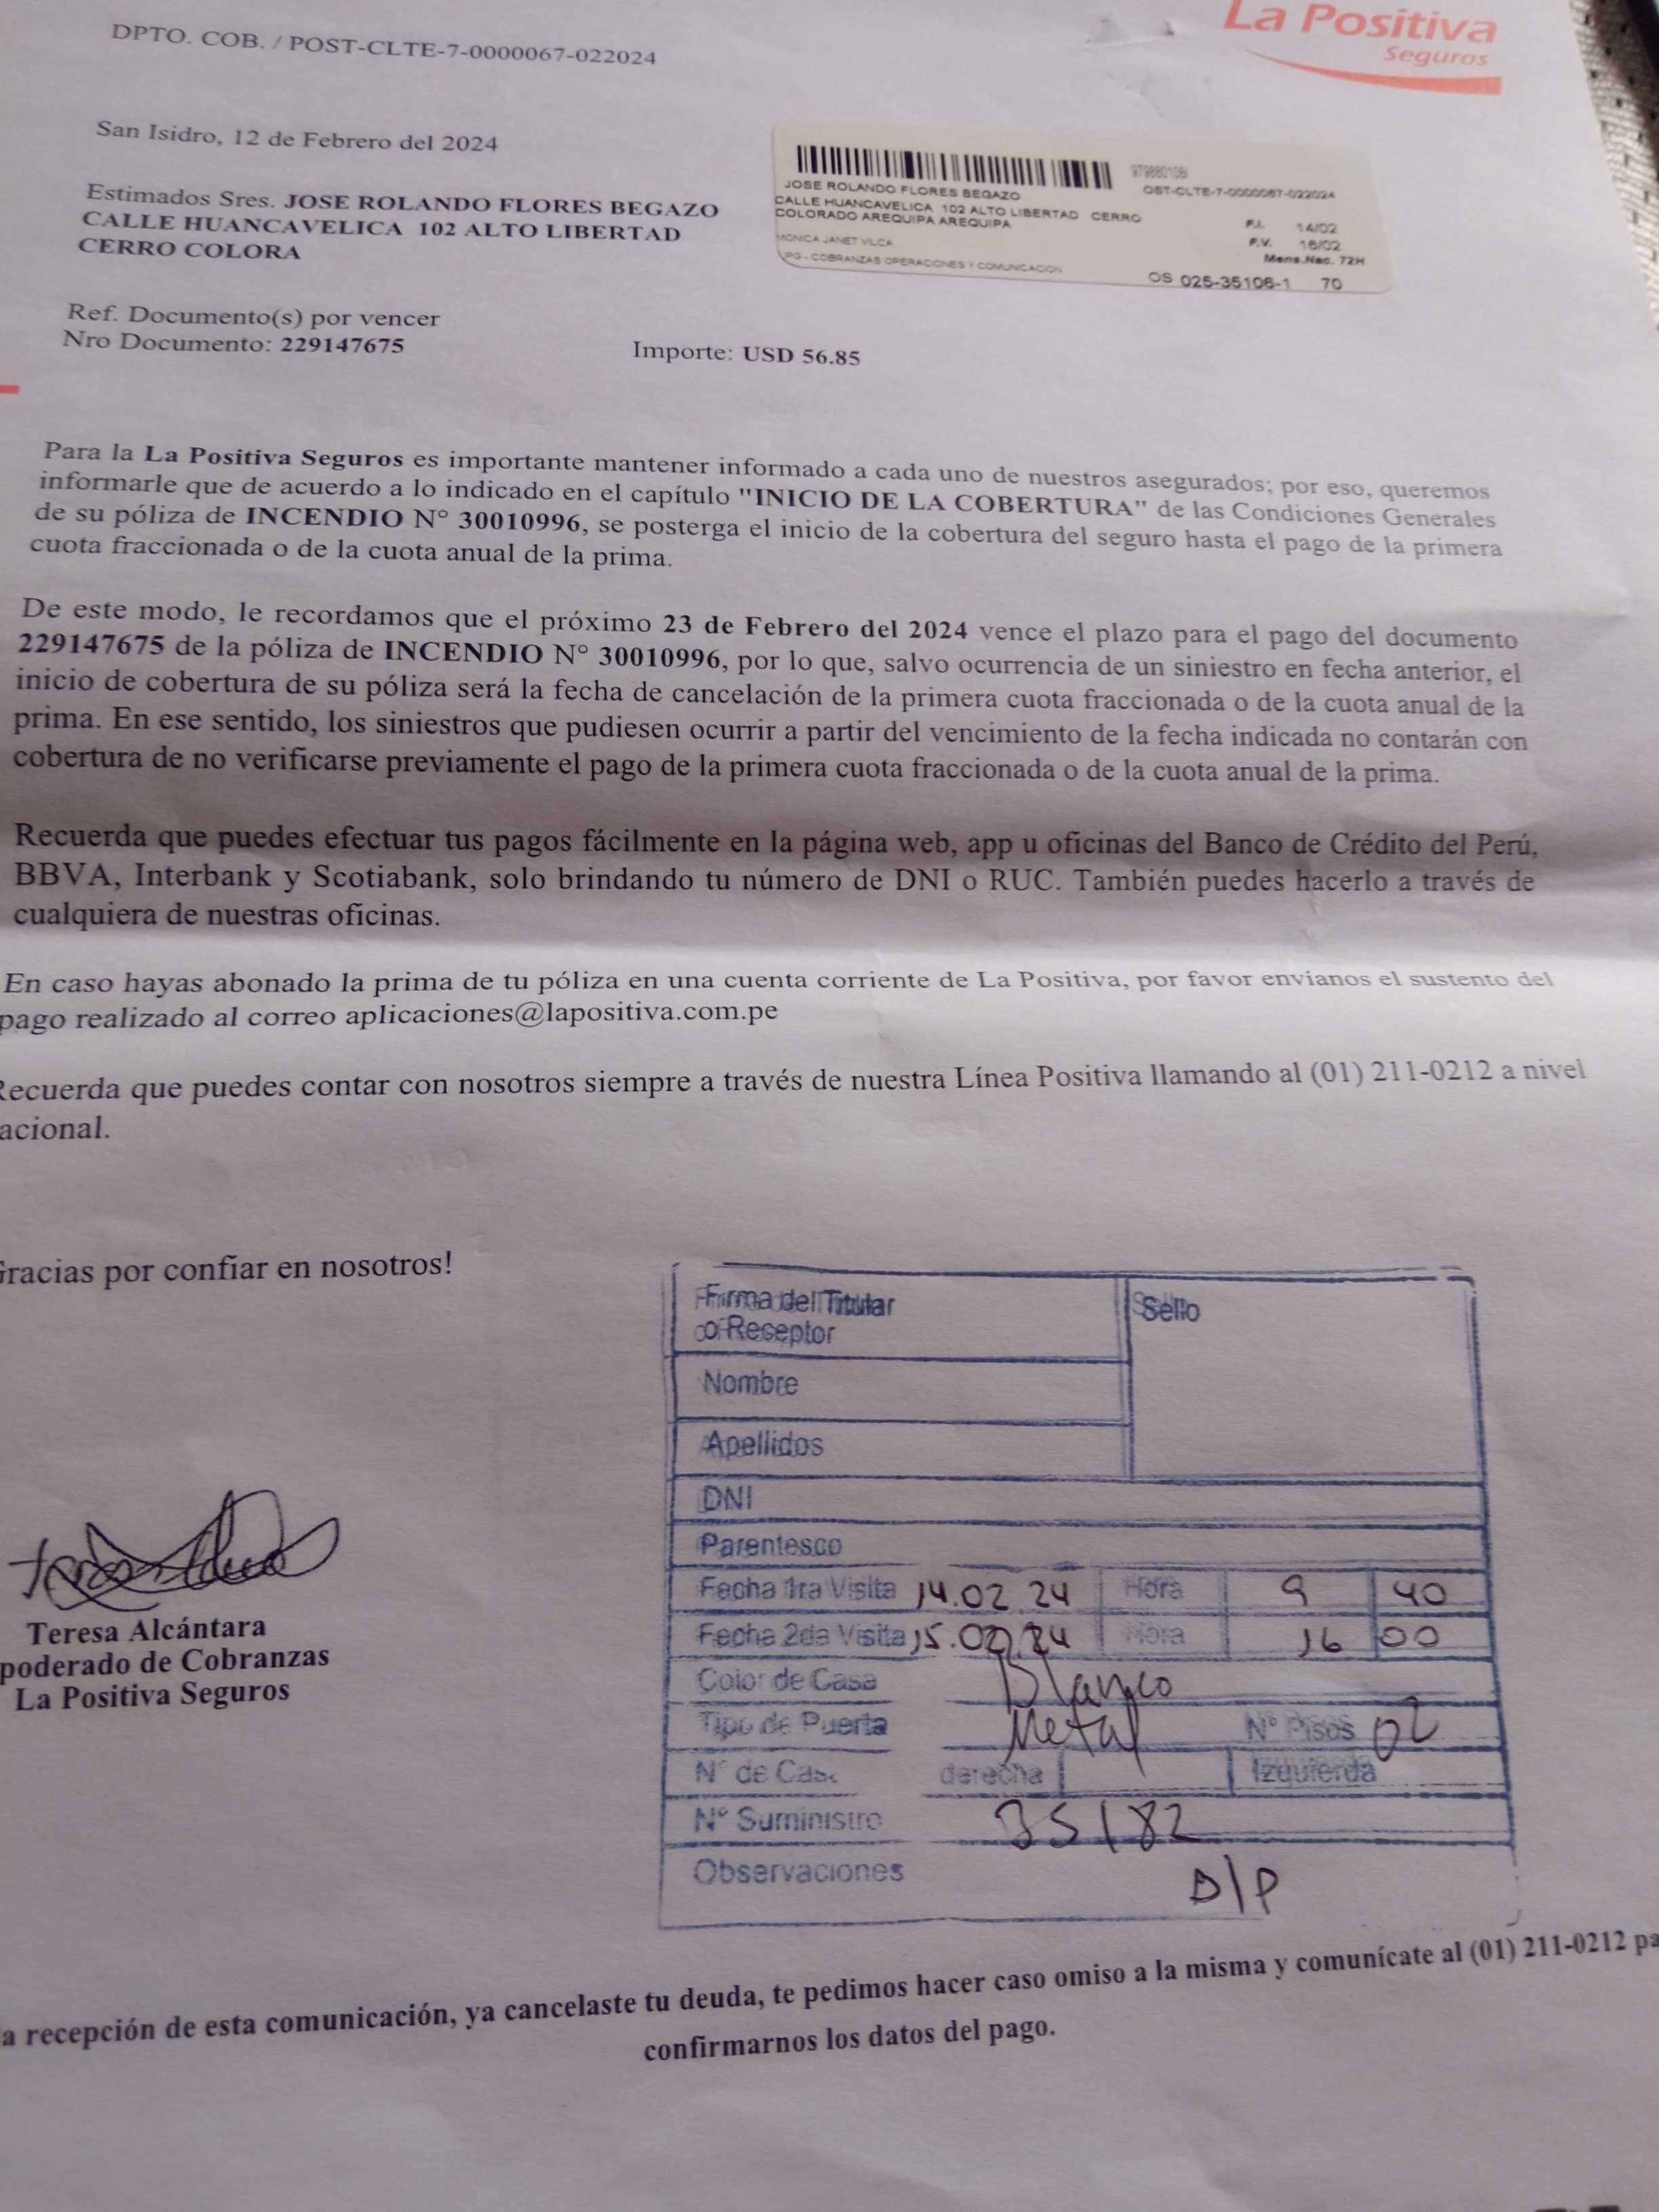 La Positiva
Seguros
DPTO. COB. / POST-CLTE-7-0000067-022024
San Isidro, 12 de Febrero del 2024
979880108
OST-CLTE-7-0000067-022024
JOSE ROLANDO FLORES BEGAZO
CALLE HUANCAVELICA 102 ALTO LIBERTAD CERRO
COLORADO AREQUIPA AREQUIPA
F.I. 14/02
F.V. 16/02
Mens.Nac. 72H
MONICA JANET VILCA
PG - COBRANZAS OPERACIONES Y COMUNICACION
OS 025-35106-1 70
Estimados Sres. JOSE ROLANDO FLORES BEGAZO
CALLE HUANCAVELICA 102 ALTO LIBERTAD
CERRO COLORA
Ref. Documento(s) por vencer
Nro Documento: 229147675 Importe: USD 56.85
Para la La Positiva Seguros es importante mantener informado a cada uno de nuestros asegurados; por eso, queremos
informarle que de acuerdo a lo indicado en el capítulo "INICIO DE LA COBERTURA" de las Condiciones Generales
de su póliza de INCENDIO N° 30010996, se posterga el inicio de la cobertura del seguro hasta el pago de la primera
cuota fraccionada o de la cuota anual de la prima.
De este modo, le recordamos que el próximo 23 de Febrero del 2024 vence el plazo para el pago del documento
229147675 de la póliza de INCENDIO N° 30010996, por lo que, salvo ocurrencia de un siniestro en fecha anterior, el
inicio de cobertura de su póliza será la fecha de cancelación de la primera cuota fraccionada o de la cuota anual de la
prima. En ese sentido, los siniestros que pudiesen ocurrir a partir del vencimiento de la fecha indicada no contarán con
cobertura de no verificarse previamente el pago de la primera cuota fraccionada o de la cuota anual de la prima.
Recuerda que puedes efectuar tus pagos fácilmente en la página web, app u oficinas del Banco de Crédito del Perú,
BBVA, Interbank y Scotiabank, solo brindando tu número de DNI o RUC. También puedes hacerlo a través de
cualquiera de nuestras oficinas.
En caso hayas abonado la prima de tu póliza en una cuenta corriente de La Positiva, por favor envíanos el sustento del
pago realizado al correo aplicaciones@lapositiva.com.pe
Recuerda que puedes contar con nosotros siempre a través de nuestra Línea Positiva llamando al (01) 211-0212 a nivel
acional.
Gracias por confiar en nosotros!
Teresa Alcántara
poderado de Cobranzas
La Positiva Seguros
Firma del Titular
o Receptor
Sello
Nombre
Apellidos
DNI
Parentesco
Fecha 1ra Visita 14.02.24 Hora 9 40
Fecha 2da Visita 15.02.24 Hora 16 00
Color de Casa Blanco
Tipo de Puerta Metal N° Pisos 02
N° de Casa derecha Izquierda
N° Suministro 35182
Observaciones D/P
a recepción de esta comunicación, ya cancelaste tu deuda, te pedimos hacer caso omiso a la misma y comunícate al (01) 211-0212 pa
confirmarnos los datos del pago.